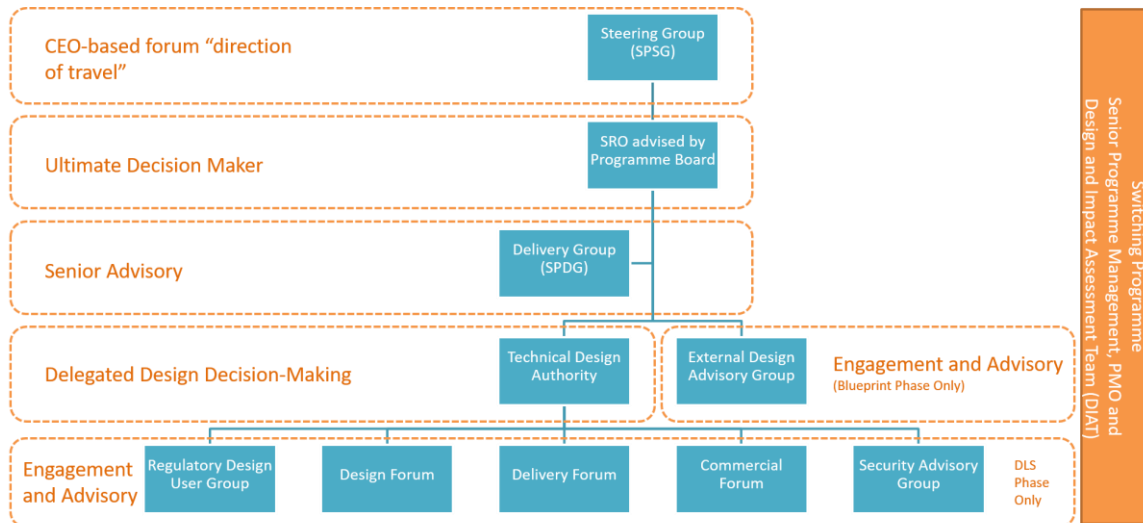 CEO-based forum “direction
of travel”
Steering Group
(SPSG)
Ultimate Decision Maker
SRO advised by
Programme Board
Senior Advisory
Delivery Group
(SPDG)
Delegated Design Decision-Making
Technical Design
Authority
External Design
Advisory Group
Engagement and Advisory
(Blueprint Phase Only)
Engagement
and Advisory
Regulatory Design
User Group
Design Forum
Delivery Forum
Commercial
Forum
Security Advisory
Group
DLS
Phase
Only
Switching Programme
Senior Programme Management, PMO and
Design and Impact Assessment Team (DIAT)